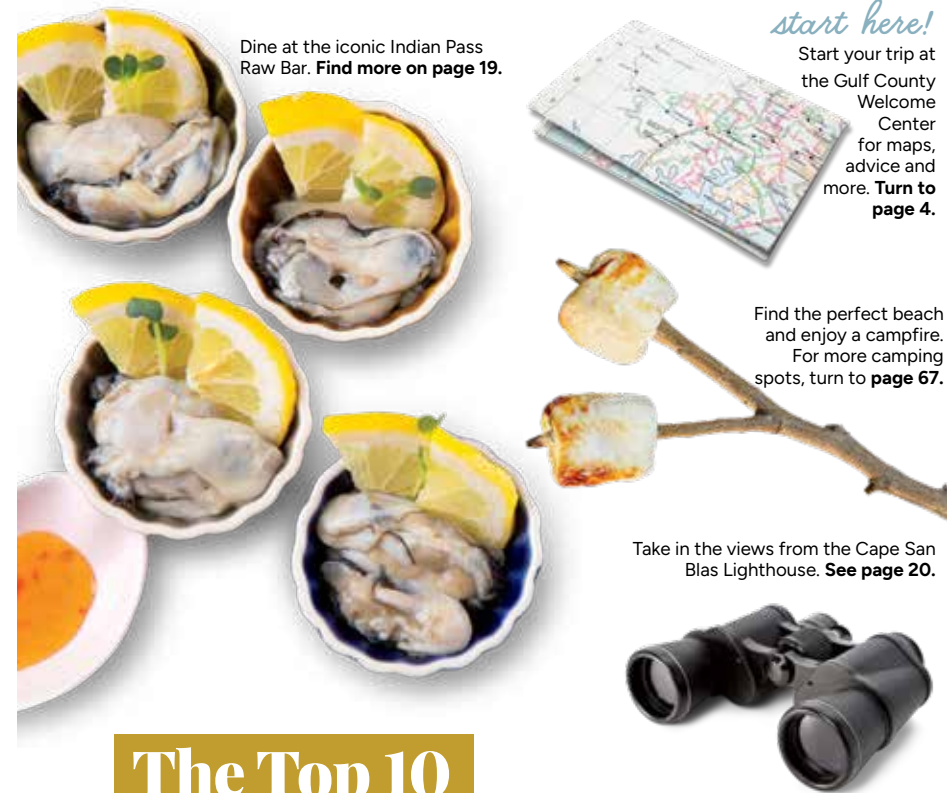 Dine at the iconic Indian Pass
Raw Bar. Find more on page 19.
start here!
Start your trip at
the Gulf County
Welcome
Center
for maps,
advice and
more. Turn to
page 4.
Find the perfect beach
and enjoy a campfire.
For more camping
spots, turn to page 67.
Take in the views from the Cape San
Blas Lighthouse. See page 20.
The Top 10